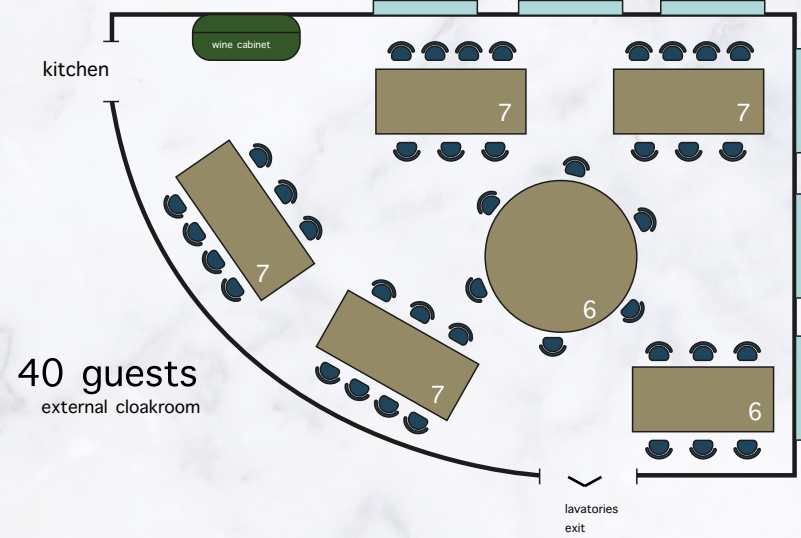 wine cabinet
kitchen
7
7
7
6
7
6
40 guests
external cloakroom
lavatories
exit